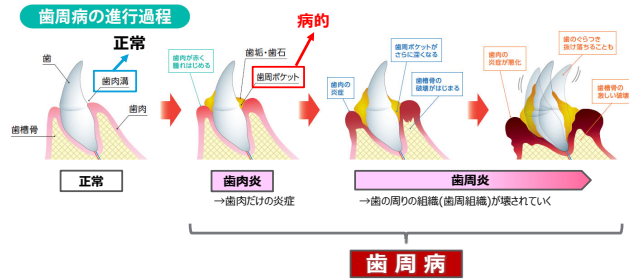 歯周病の進行過程
正常
歯
歯肉溝
歯肉
歯槽骨
正常
病的
歯肉が赤く
腫れはじめる
歯垢・歯石
歯周ポケット
歯肉炎
→歯肉だけの炎症
歯周ポケットが
さらに深くなる
歯肉の
炎症
歯槽骨の
破壊がはじまる
歯のぐらつき
抜け落ちることも
歯肉の
炎症が悪化
歯槽骨の
激しい破壊
歯周炎
→歯の周りの組織(歯周組織)が壊されていく
歯周病